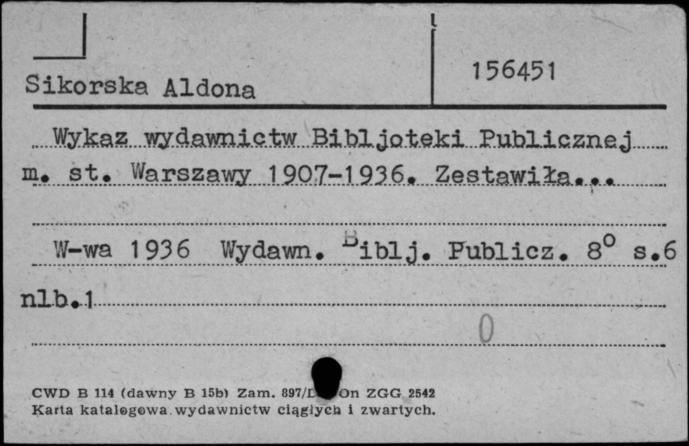 156451
Sikorska Aldona
Wykaz wydawnictw Bibljoteki Publicznej
m. st. Warszawy 1907-1936. Zestawiła...
W-wa 1936 Wydawn. Biblj. Publicz. 8° s.6
nlb.1
0
CWD B 114 (dawny B 15b) Zam. 897/ On ZGG 2542
Karta katalogowa wydawnictw ciągłych i zwartych.